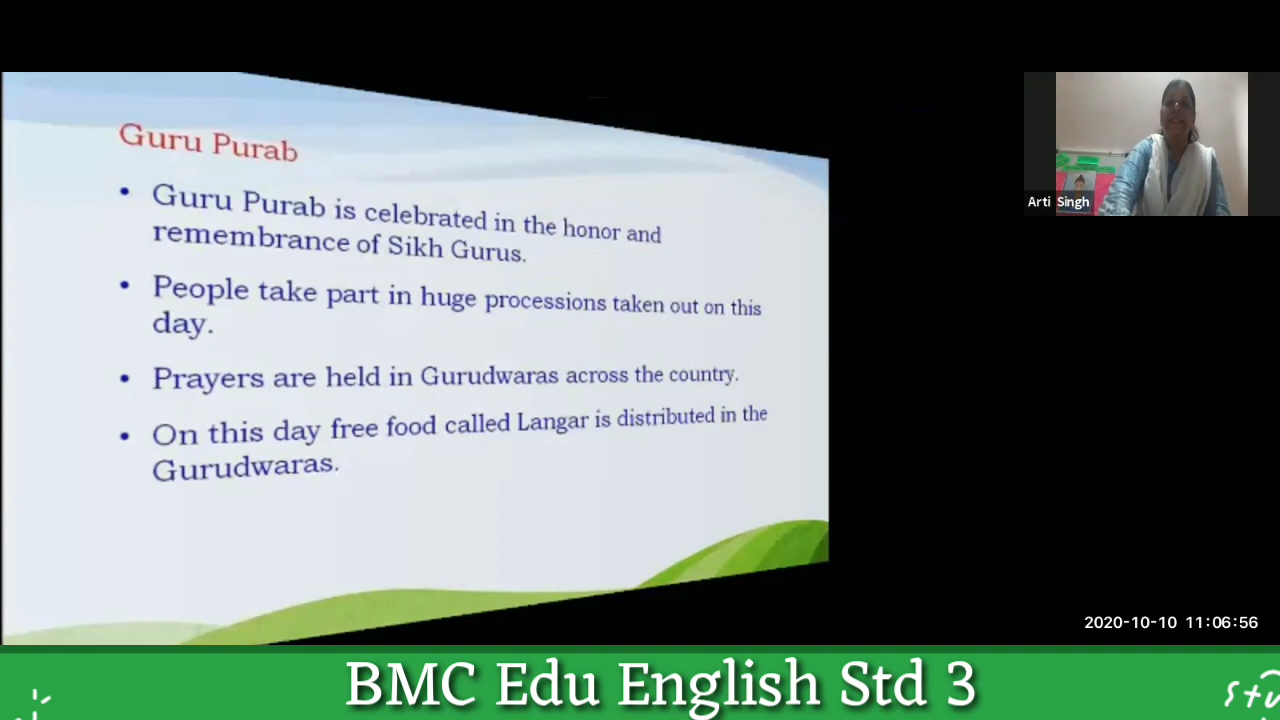 Guru Purab
• Guru Purab is celebrated in the honor and
remembrance of Sikh Gurus.
• People take part in huge processions taken out on this
day.
• Prayers are held in Gurudwaras across the country.
• On this day free food called Langar is distributed in the
Gurudwaras.
Arti Singh
2020-10-10 11:06:56
BMC Edu English Std 3